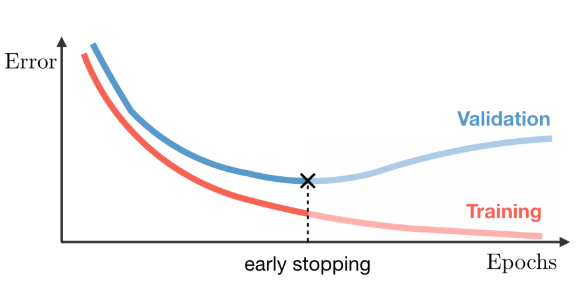 Error
Validation
Training
early stopping
Epochs